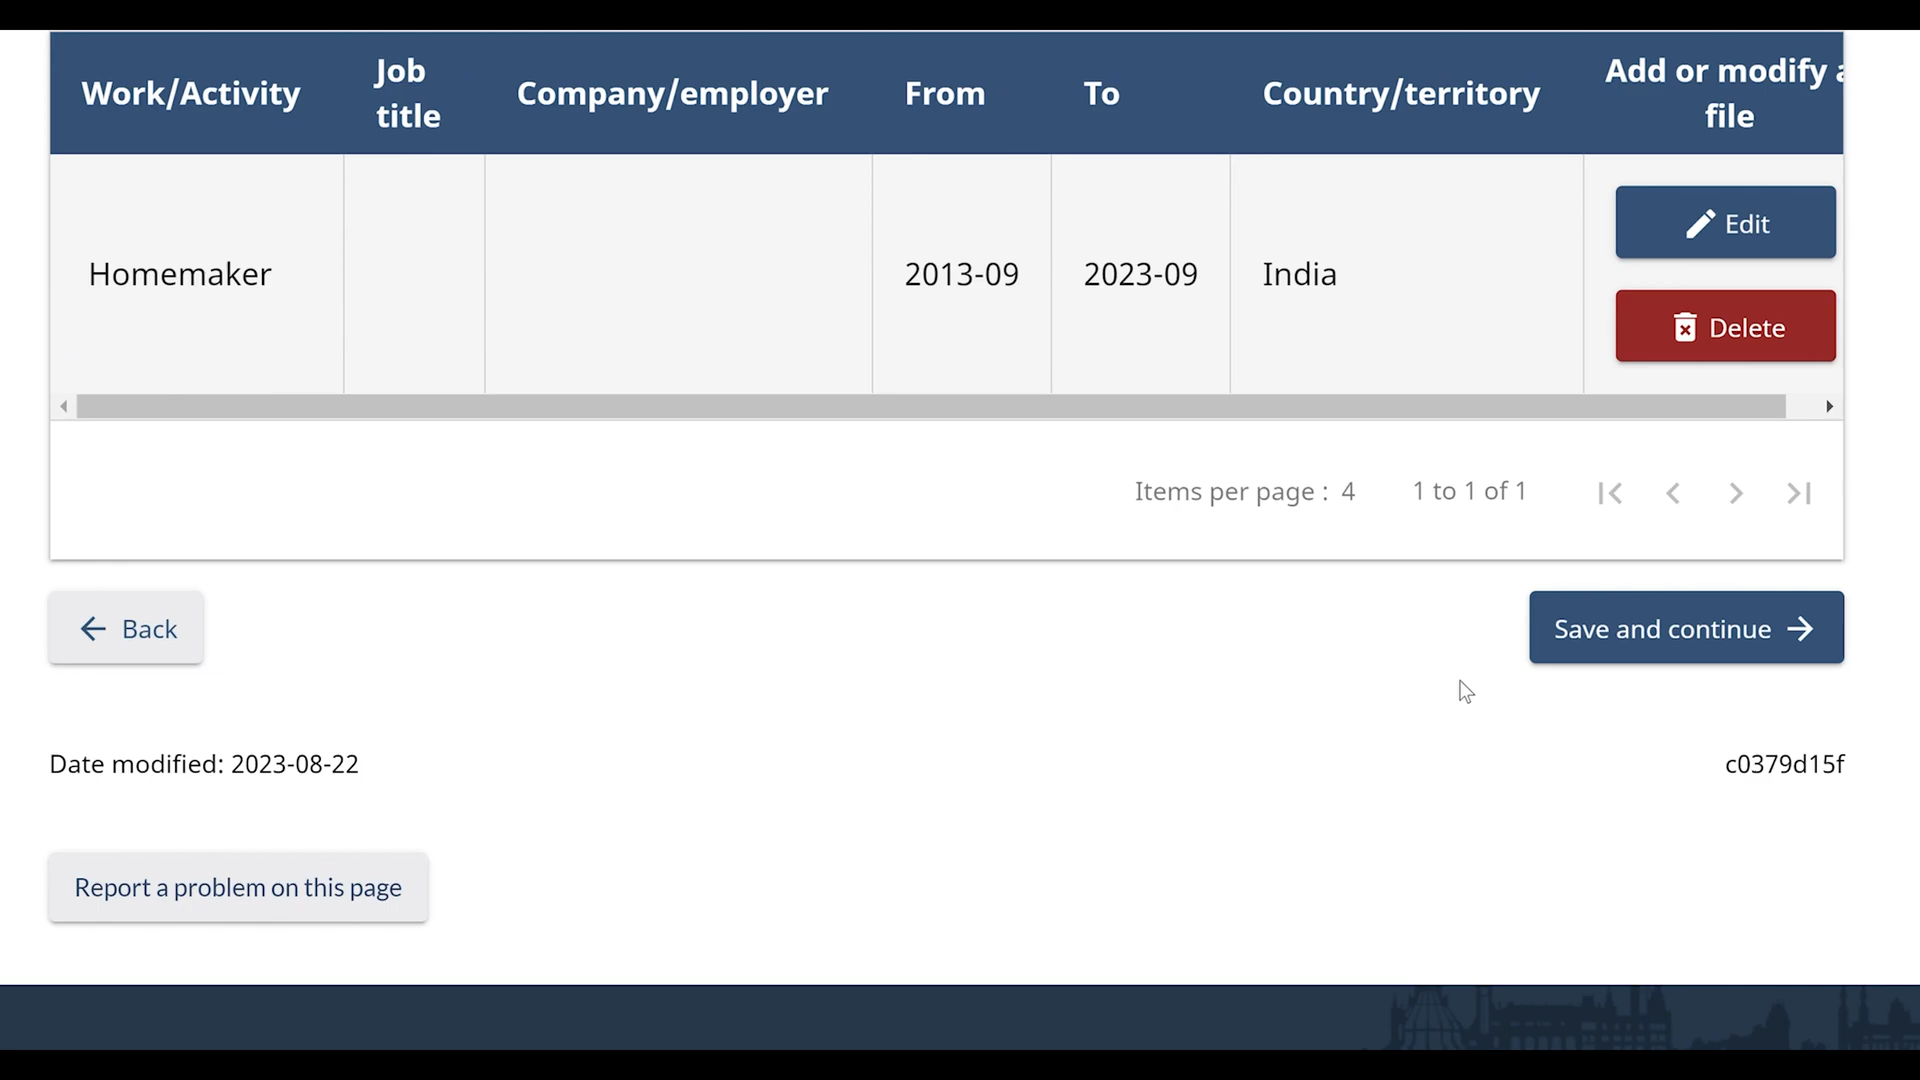 Work/Activity
Job
title
Company/employer
From
To
Country/territory
Add or modify a
file
Homemaker
2013-09
2023-09
India
Edit
Delete
Items per page : 4
1 to 1 of 1
Back
Save and continue
Date modified: 2023-08-22
c0379d15f
Report a problem on this page